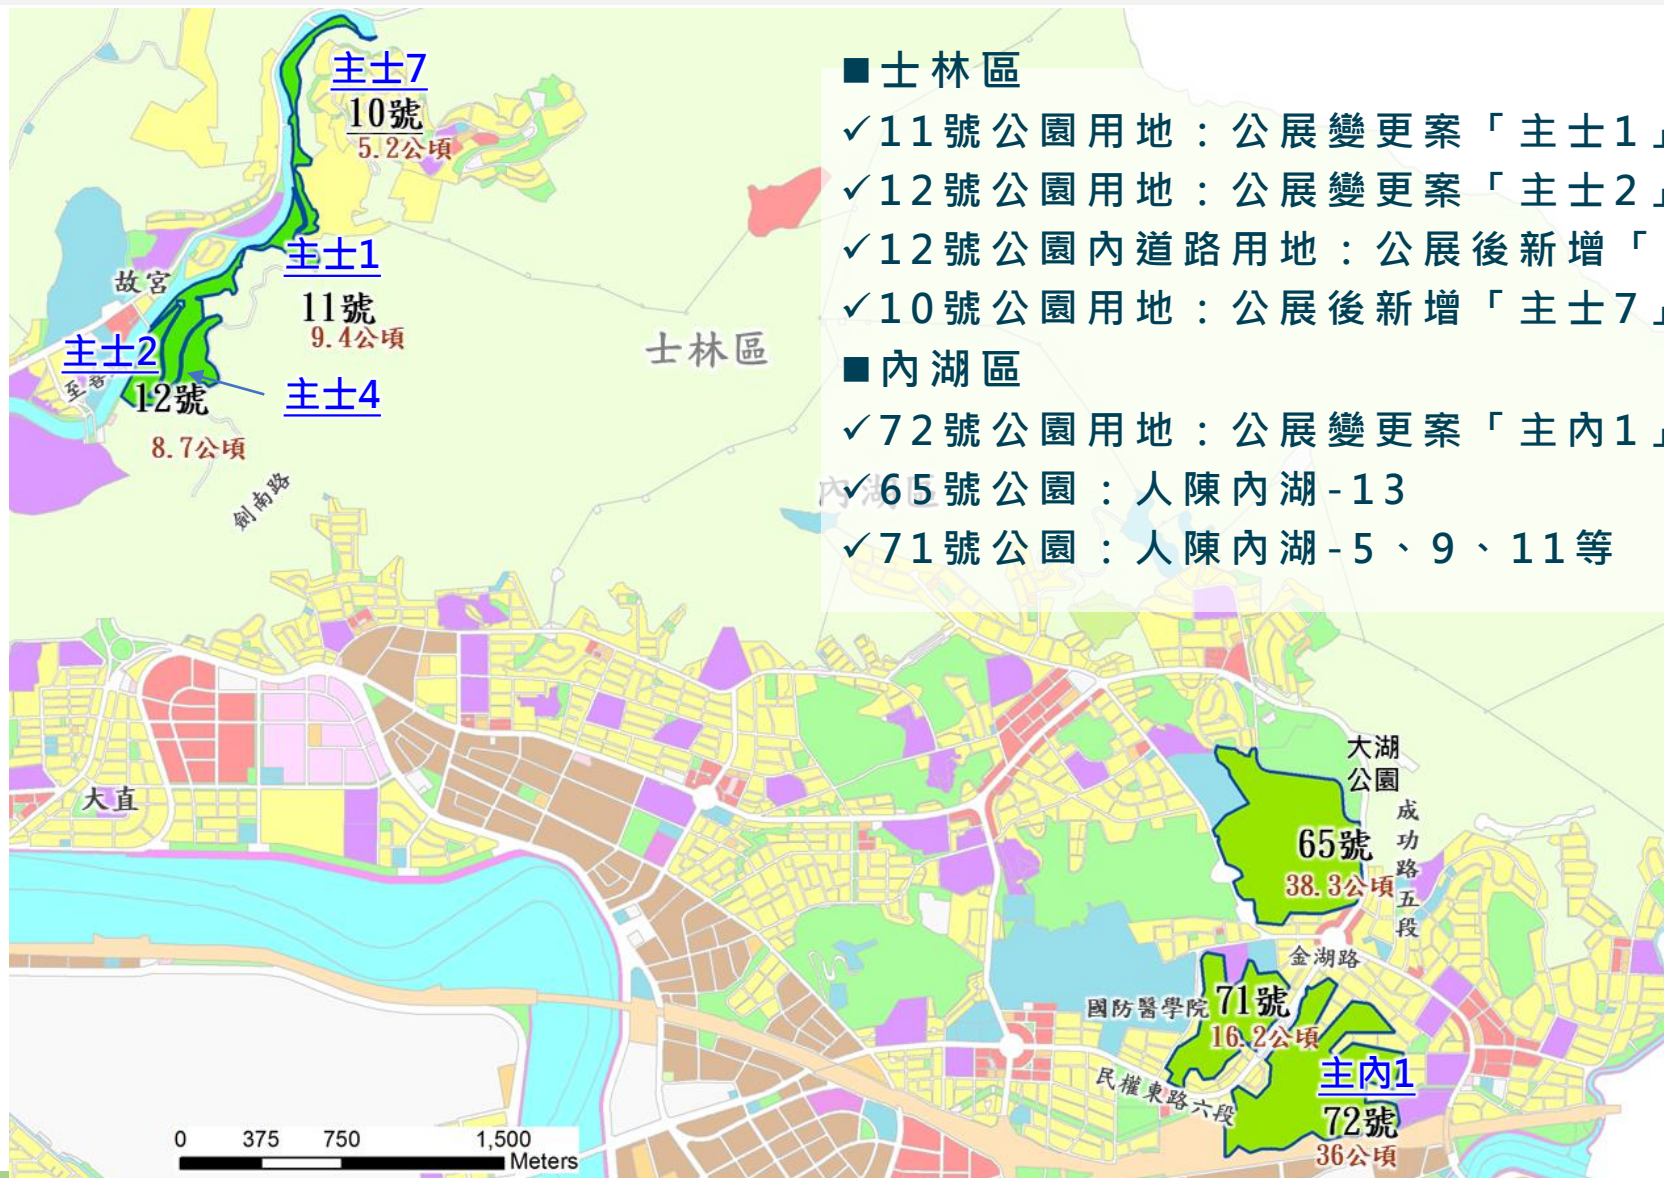 ■士林區
✓11號公園用地：公展變更案「主士1」
✓12號公園用地：公展變更案「主士2」
✓12號公園內道路用地：公展後新增「
✓10號公園用地：公展後新增「主士7」
■內湖區
✓72號公園用地：公展變更案「主內1」
✓65號公園：人陳內湖-13
✓71號公園：人陳內湖-5、9、11等
主士7
10號
5.2公頃
主士1
11號
9.4公頃
故宮
主士2
至善
12號
主士4
8.7公頃
劍南路
士林區
內湖區
大直
大湖
公園
成功路五段
65號
38.3公頃
金湖路
國防醫學院
71號
16.2公頃
民權東路六段
主內1
72號
36公頃
0 375 750 1,500
Meters